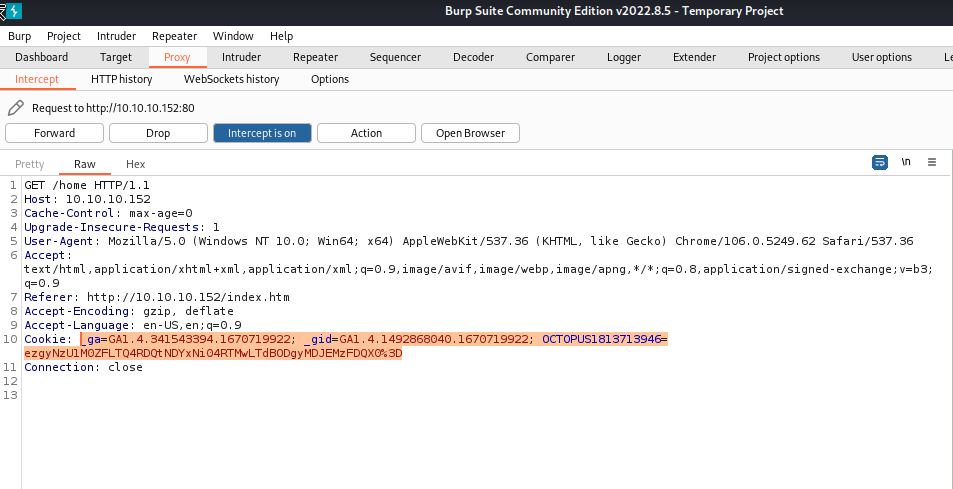 Burp Suite Community Edition v2022.8.5 - Temporary Project
Burp Project Intruder Repeater Window Help
Dashboard Target Proxy Intruder Repeater Sequencer Decoder Comparer Logger Extender Project options User options Le
Intercept HTTP history WebSockets history Options
Request to http://10.10.10.152:80
Forward Drop Intercept is on Action Open Browser
Pretty Raw Hex \n
1 GET /home HTTP/1.1
2 Host: 10.10.10.152
3 Cache-Control: max-age=0
4 Upgrade-Insecure-Requests: 1
5 User-Agent: Mozilla/5.0 (Windows NT 10.0; Win64; x64) AppleWebKit/537.36 (KHTML, like Gecko) Chrome/106.0.5249.62 Safari/537.36
6 Accept:
text/html,application/xhtml+xml,application/xml;q=0.9,image/avif,image/webp,image/apng,*/*;q=0.8,application/signed-exchange;v=b3;
q=0.9
7 Referer: http://10.10.10.152/index.htm
8 Accept-Encoding: gzip, deflate
9 Accept-Language: en-US,en;q=0.9
10 Cookie: _ga=GA1.4.341543394.1670719922; _gid=GA1.4.1492868040.1670719922; OCTOPUS1813713946=
ezgyNzU1M0ZFLTQ4RDQtNDYxNi04RTMwLTdBODgyMDJEMzFDQX0%3D
11 Connection: close
12
13